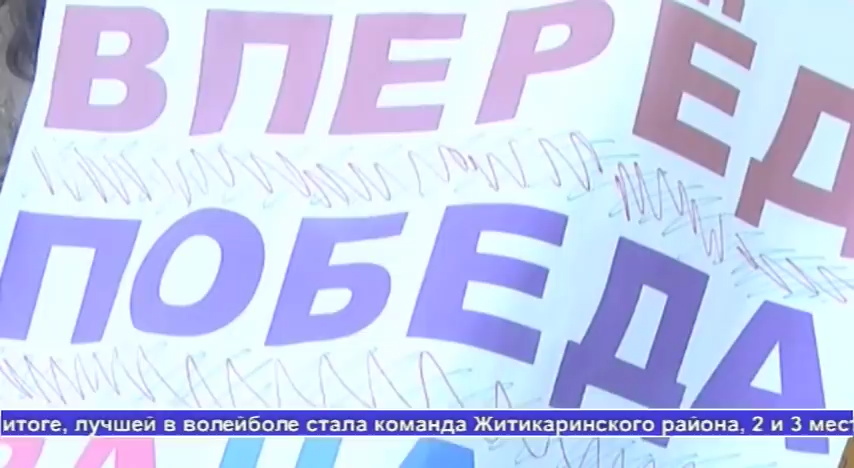 ВПЕРЁД
ПОБЕДА
итоге, лучшей в волейболе стала команда Житикаринского района, 2 и 3 мест